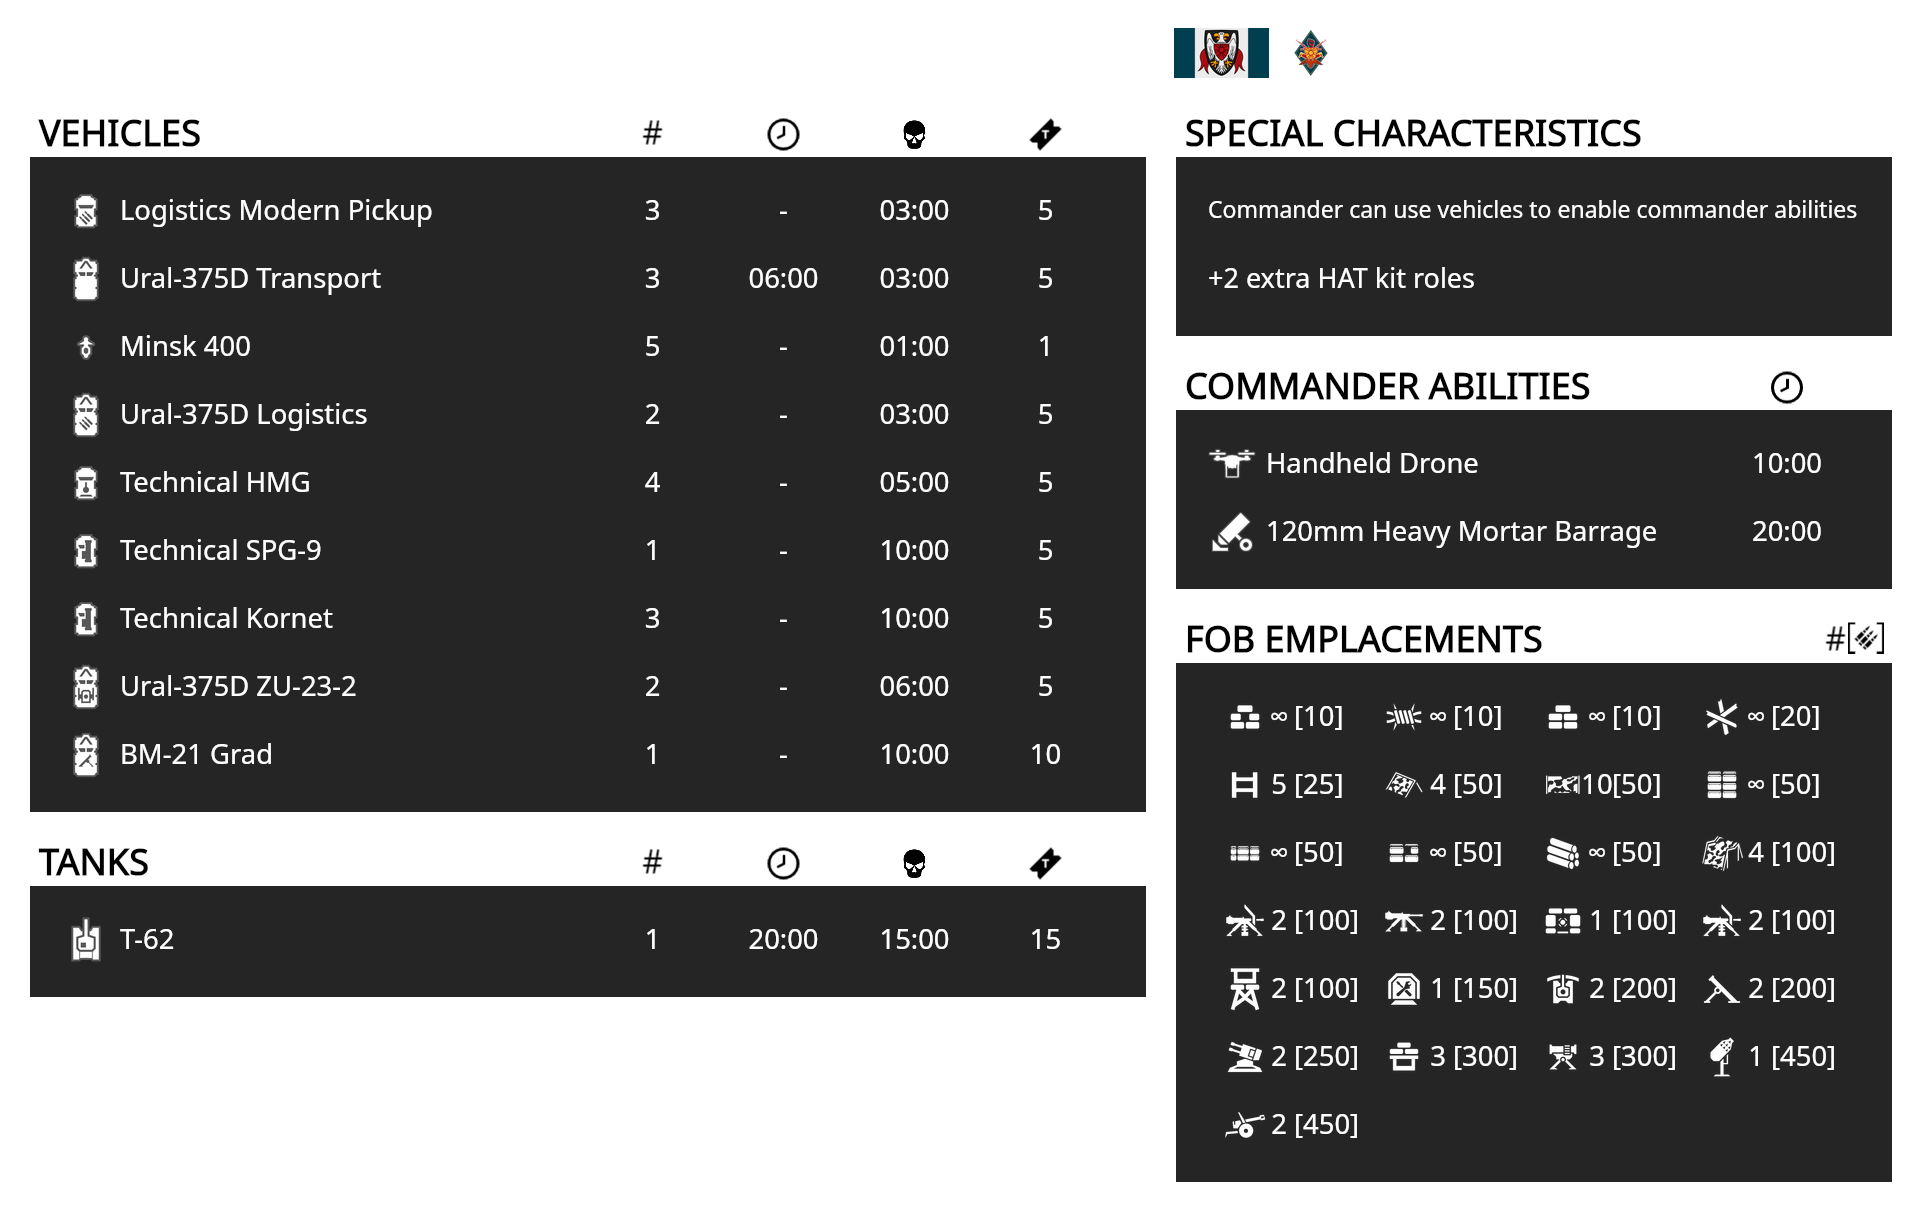 VEHICLES #
Logistics Modern Pickup 3 - 03:00 5
Ural-375D Transport 3 06:00 03:00 5
Minsk 400 5 - 01:00 1
Ural-375D Logistics 2 - 03:00 5
Technical HMG 4 - 05:00 5
Technical SPG-9 1 - 10:00 5
Technical Kornet 3 - 10:00 5
Ural-375D ZU-23-2 2 - 06:00 5
BM-21 Grad 1 - 10:00 10
TANKS #
T-62 1 20:00 15:00 15
SPECIAL CHARACTERISTICS
Commander can use vehicles to enable commander abilities
+2 extra HAT kit roles
COMMANDER ABILITIES
Handheld Drone 10:00
120mm Heavy Mortar Barrage 20:00
FOB EMPLACEMENTS #[]
∞ [10] ∞ [10] ∞ [10] ∞ [20]
5 [25] 4 [50] 10[50] ∞ [50]
∞ [50] ∞ [50] ∞ [50] 4 [100]
2 [100] 2 [100] 1 [100] 2 [100]
2 [100] 1 [150] 2 [200] 2 [200]
2 [250] 3 [300] 3 [300] 1 [450]
2 [450]